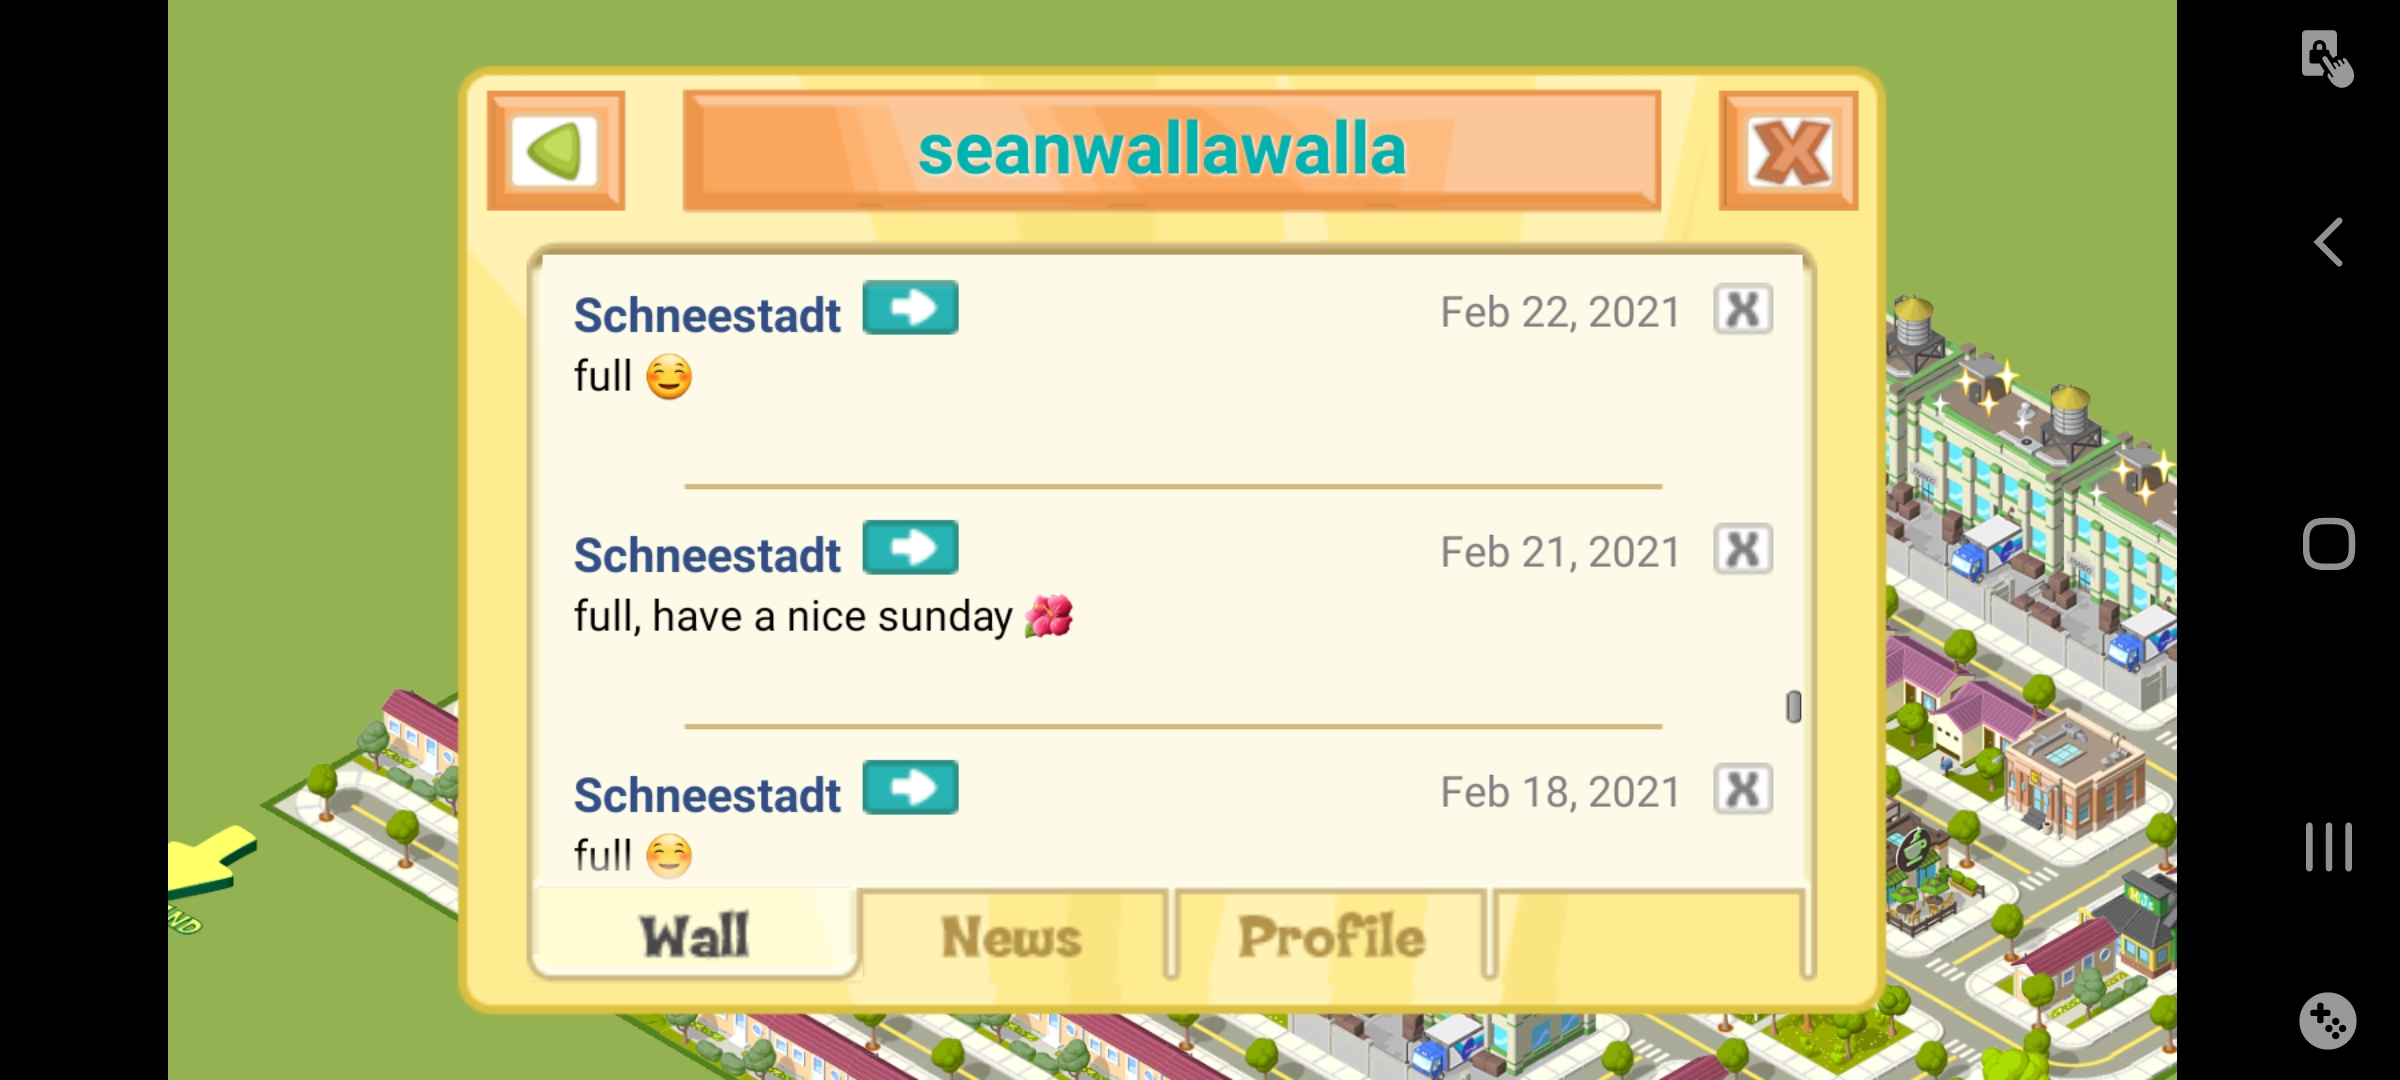 seanwallawalla
Schneestadt
Feb 22, 2021
full 😊
Schneestadt
Feb 21, 2021
full, have a nice sunday 🌺
Schneestadt
Feb 18, 2021
full 😊
Wall
News
Profile